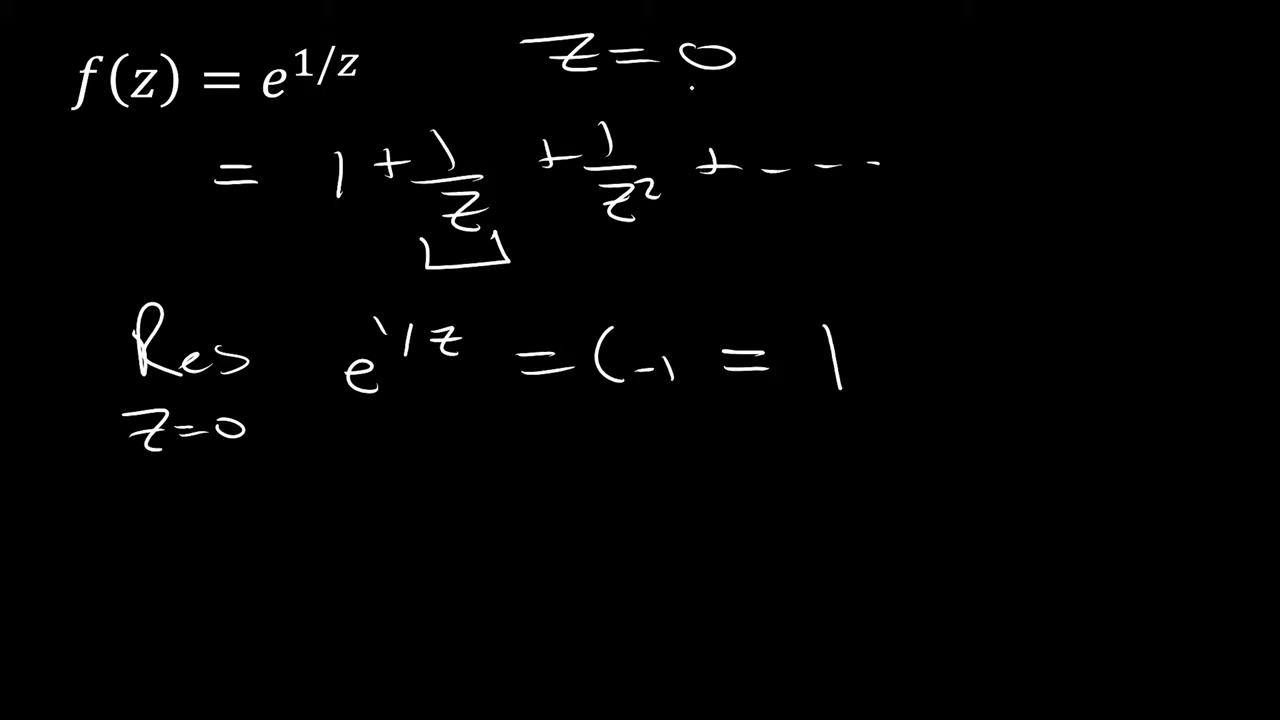 f(z) = e^{1/z} z = 0
= 1 + 1/z + 1/z² + - - - -
Res e^{1/z} = C₋₁ = 1
z=0